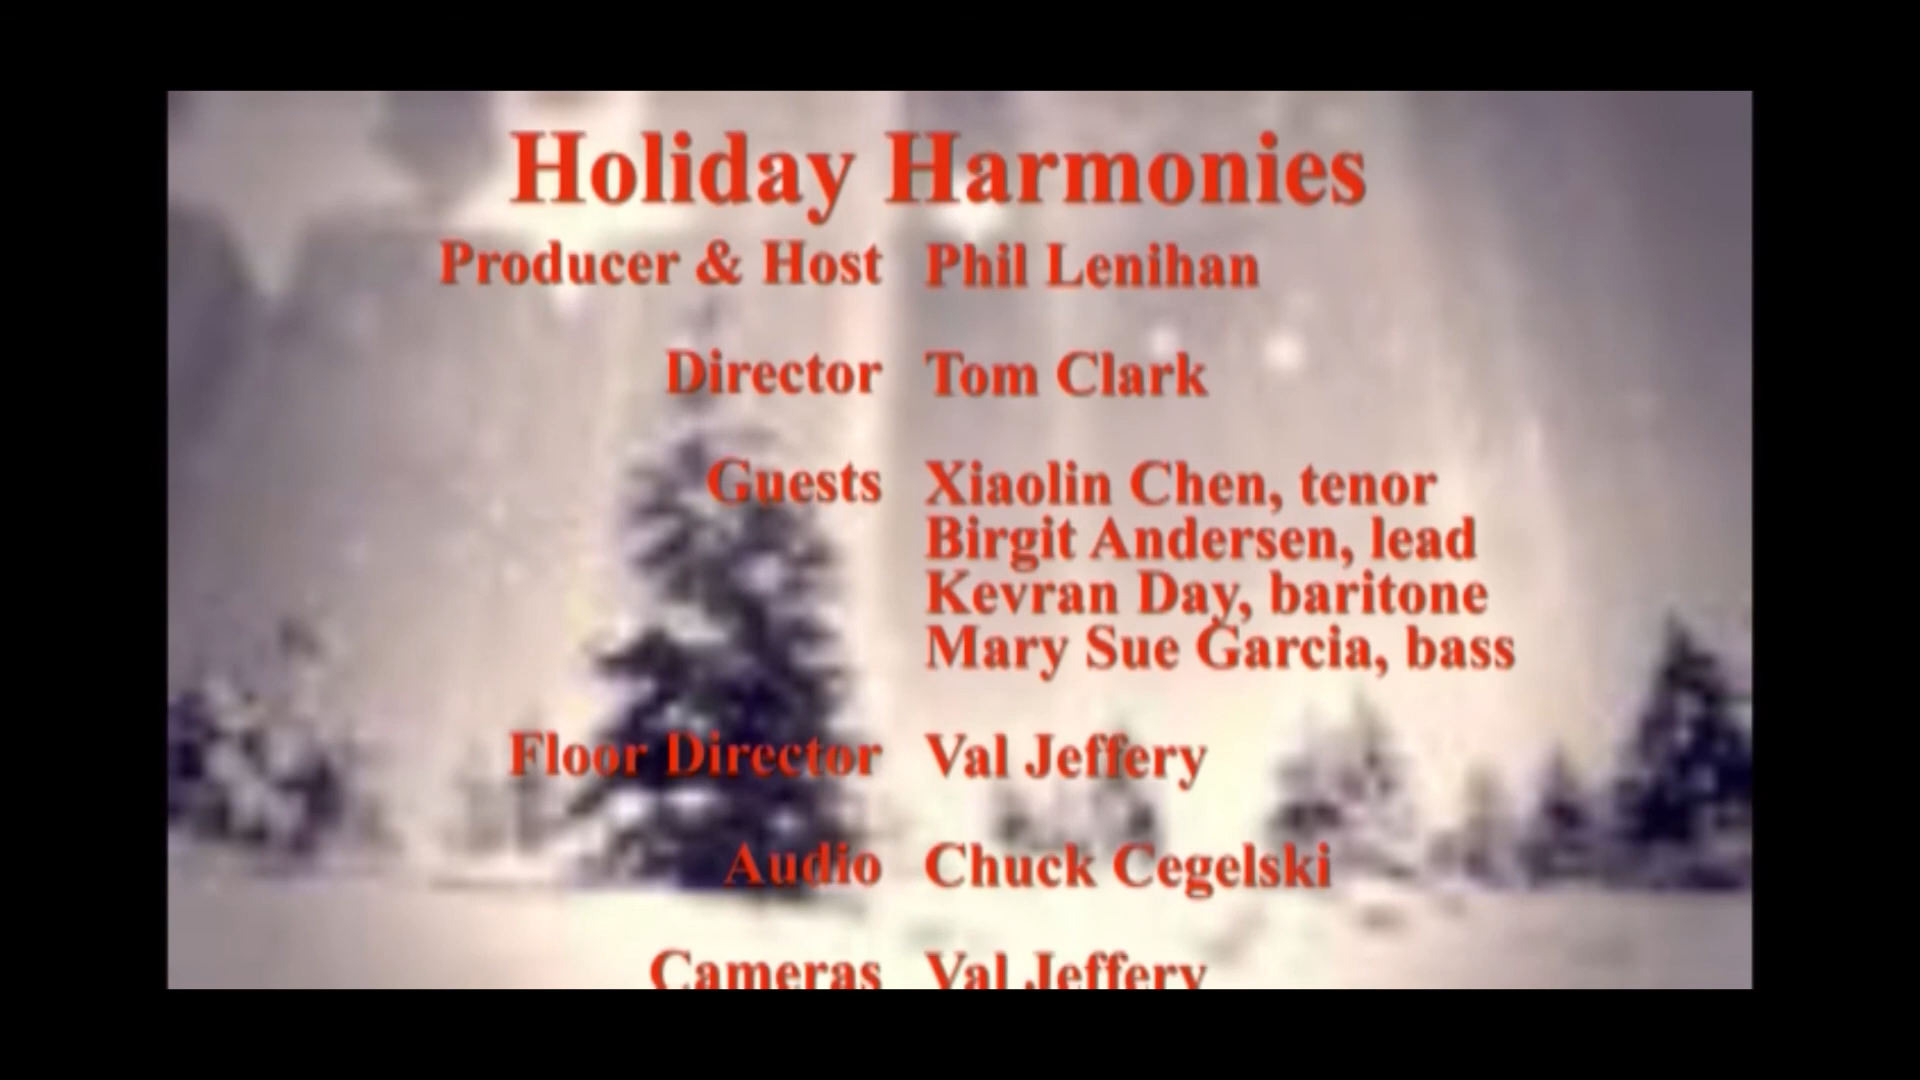 Holiday Harmonies
Producer & Host Phil Lenihan
Director Tom Clark
Guests Xiaolin Chen, tenor
Birgit Andersen, lead
Kevran Day, baritone
Mary Sue Garcia, bass
Floor Director Val Jeffery
Audio Chuck Cegelski
Cameras Val Jeffery